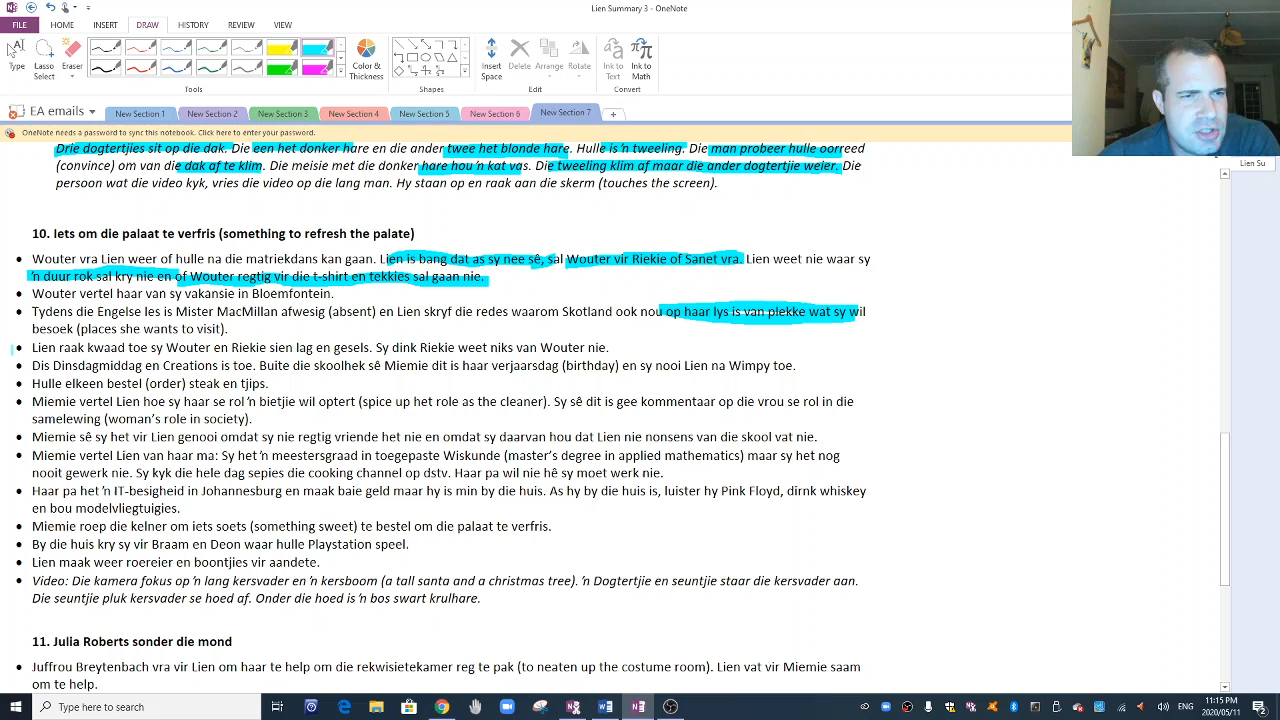 Lien Summary 3 - OneNote
FILE HOME INSERT DRAW HISTORY REVIEW VIEW
Type Lasso Select Eraser Color & Thickness Insert Space Delete Arrange Rotate Ink to Text Ink to Math
Tools Shapes Edit Convert
EA emails New Section 1 New Section 2 New Section 3 New Section 4 New Section 5 New Section 6 New Section 7
OneNote needs a password to sync this notebook. Click here to enter your password.
Lien Su
Drie dogtertjies sit op die dak. Die een het donker hare en die ander twee het blonde hare. Hulle is 'n tweeling. Die man probeer hulle oorreed
(convince) om van die dak af te klim. Die meisie met die donker hare hou 'n kat vas. Die tweeling klim af maar die ander dogtertjie weier. Die
persoon wat die video kyk, vries die video op die lang man. Hy staan op en raak aan die skerm (touches the screen).
10. Iets om die palaat te verfris (something to refresh the palate)
• Wouter vra Lien weer of hulle na die matriekdans kan gaan. Lien is bang dat as sy nee sê, sal Wouter vir Riekie of Sanet vra. Lien weet nie waar sy
'n duur rok sal kry nie en of Wouter regtig vir die t-shirt en tekkies sal gaan nie.
• Wouter vertel haar van sy vakansie in Bloemfontein.
• Tydens die Engelse les is Mister MacMillan afwesig (absent) en Lien skryf die redes waarom Skotland ook nou op haar lys is van plekke wat sy wil
besoek (places she wants to visit).
• Lien raak kwaad toe sy Wouter en Riekie sien lag en gesels. Sy dink Riekie weet niks van Wouter nie.
• Dis Dinsdagmiddag en Creations is toe. Buite die skoolhek sê Miemie dit is haar verjaarsdag (birthday) en sy nooi Lien na Wimpy toe.
• Hulle elkeen bestel (order) steak en tjips.
• Miemie vertel Lien hoe sy haar se rol 'n bietjie wil optert (spice up het role as the cleaner). Sy sê dit is gee kommentaar op die vrou se rol in die
samelewing (woman's role in society).
• Miemie sê sy het vir Lien genooi omdat sy nie regtig vriende het nie en omdat sy daarvan hou dat Lien nie nonsens van die skool vat nie.
• Miemie vertel Lien van haar ma: Sy het 'n meestersgraad in toegepaste Wiskunde (master's degree in applied mathematics) maar sy het nog
nooit gewerk nie. Sy kyk die hele dag sepies die cooking channel op dstv. Haar pa wil nie hê sy moet werk nie.
• Haar pa het 'n IT-besigheid in Johannesburg en maak baie geld maar hy is min by die huis. As hy by die huis is, luister hy Pink Floyd, dirnk whiskey
en bou modelvliegtuigies.
• Miemie roep die kelner om iets soets (something sweet) te bestel om die palaat te verfris.
• By die huis kry sy vir Braam en Deon waar hulle Playstation speel.
• Lien maak weer roereier en boontjies vir aandete.
• Video: Die kamera fokus op 'n lang kersvader en 'n kersboom (a tall santa and a christmas tree). 'n Dogtertjie en seuntjie staar die kersvader aan.
Die seuntjie pluk kersvader se hoed af. Onder die hoed is 'n bos swart krulhare.
11. Julia Roberts sonder die mond
• Juffrou Breytenbach vra vir Lien om haar te help om die rekwisietekamer reg te pak (to neaten up the costume room). Lien vat vir Miemie saam
om te help.
Type here to search
ENG 11:15 PM
2020/05/11